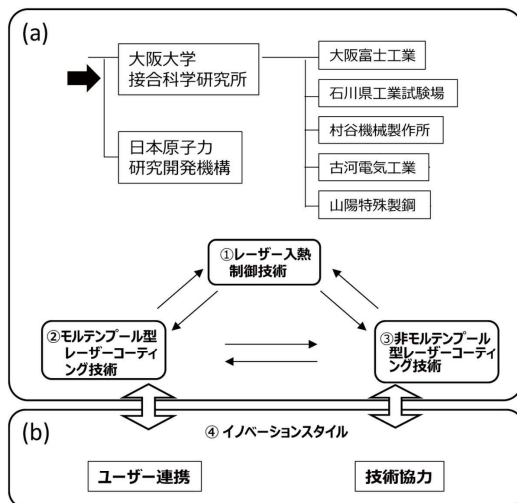 (a)
大阪大学
接合科学研究所
日本原子力
研究開発機構
大阪富士工業
石川県工業試験場
村谷機械製作所
古河電気工業
山陽特殊製鋼
①レーザー入熱
制御技術
②モルテンプール型
レーザーコーティ
ング技術
③非モルテンプール
型レーザーコーティ
ング技術
(b)
④ イノベーションスタイル
ユーザー連携
技術協力